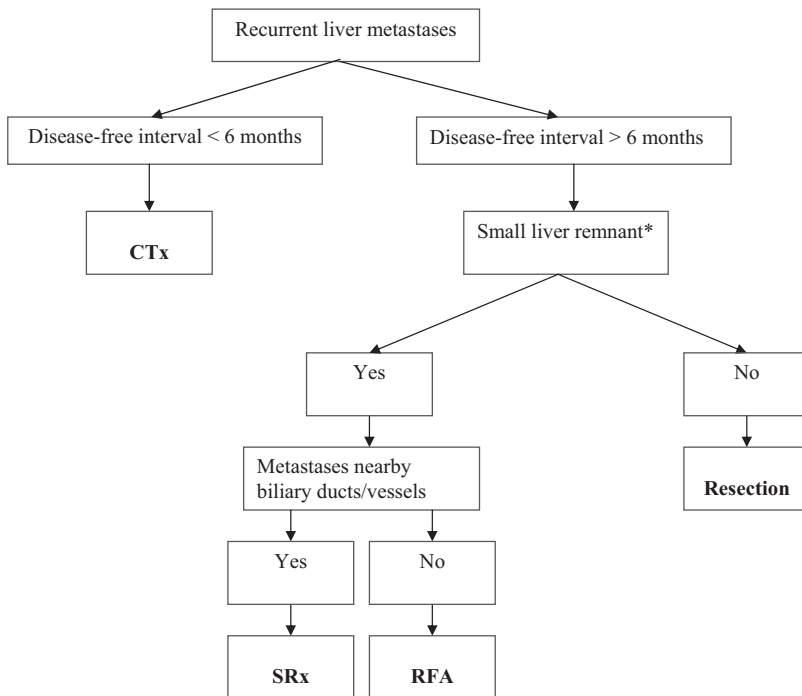 Recurrent liver metastases
Disease-free interval < 6 months
Disease-free interval > 6 months
CTx
Small liver remnant*
Yes
No
Metastases nearby
biliary ducts/vessels
Resection
Yes
No
SRx
RFA